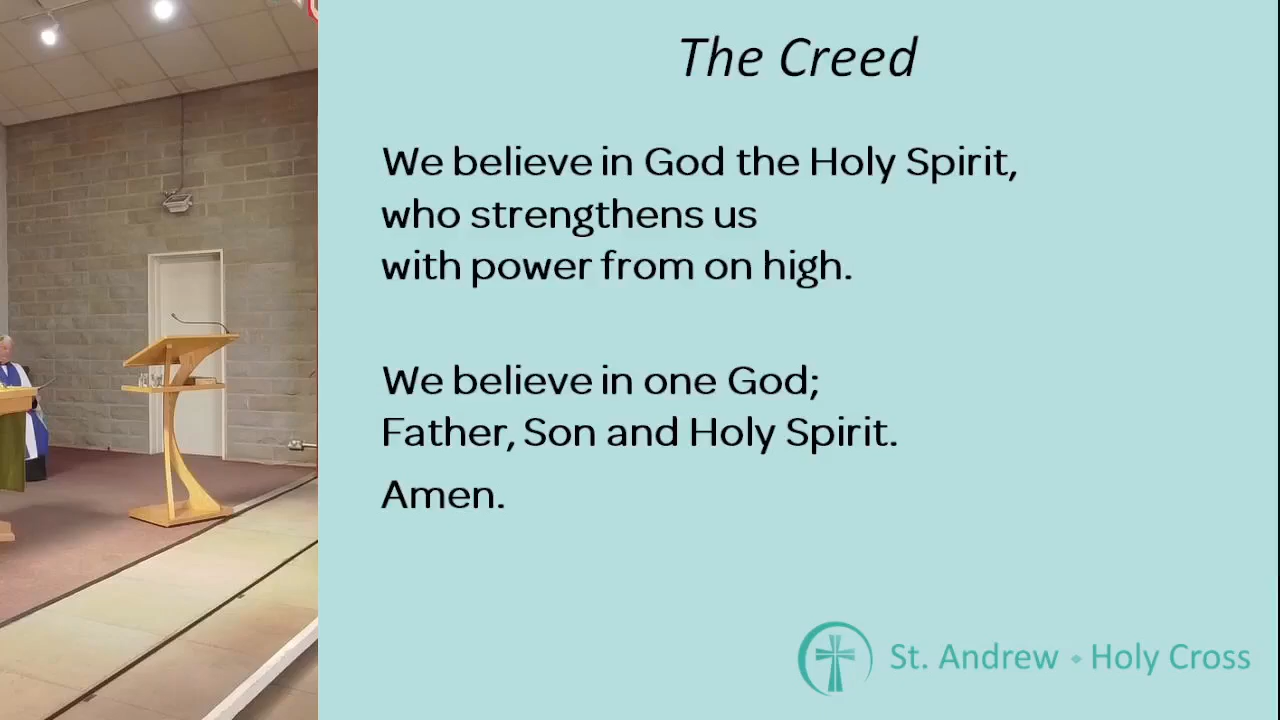 The Creed
We believe in God the Holy Spirit,
who strengthens us
with power from on high.
We believe in one God;
Father, Son and Holy Spirit.
Amen.
St. Andrew Holy Cross